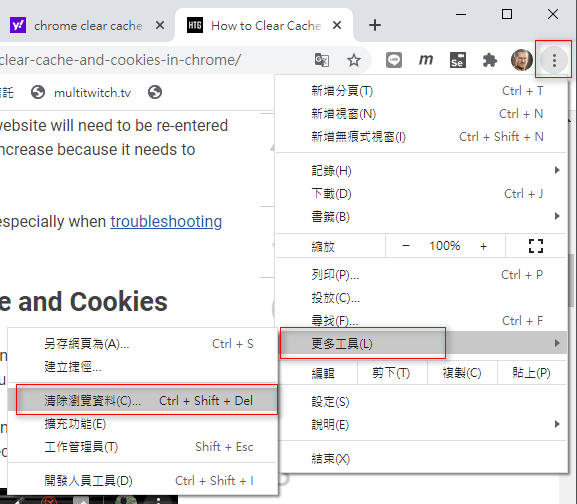 chrome clear cache
How to Clear Cache
clear-cache-and-cookies-in-chrome/
託
multitwitch.tv
ebsite will need to be re-entered
ncrease because it needs to
especially when troubleshooting
e and Cookies
新增分頁(T) Ctrl + T
新增視窗(N) Ctrl + N
新增無痕式視窗(I) Ctrl + Shift + N
記錄(H)
下載(D) Ctrl + J
書籤(B)
縮放 − 100% +
列印(P)... Ctrl + P
投放(C)...
尋找(F)... Ctrl + F
更多工具(L)
編輯 剪下(T) 複製(C) 貼上(P)
設定(S)
說明(E)
結束(X)
另存網頁為(A)... Ctrl + S
建立捷徑...
清除瀏覽資料(C)... Ctrl + Shift + Del
擴充功能(E)
工作管理員(T) Shift + Esc
開發人員工具(D) Ctrl + Shift + I